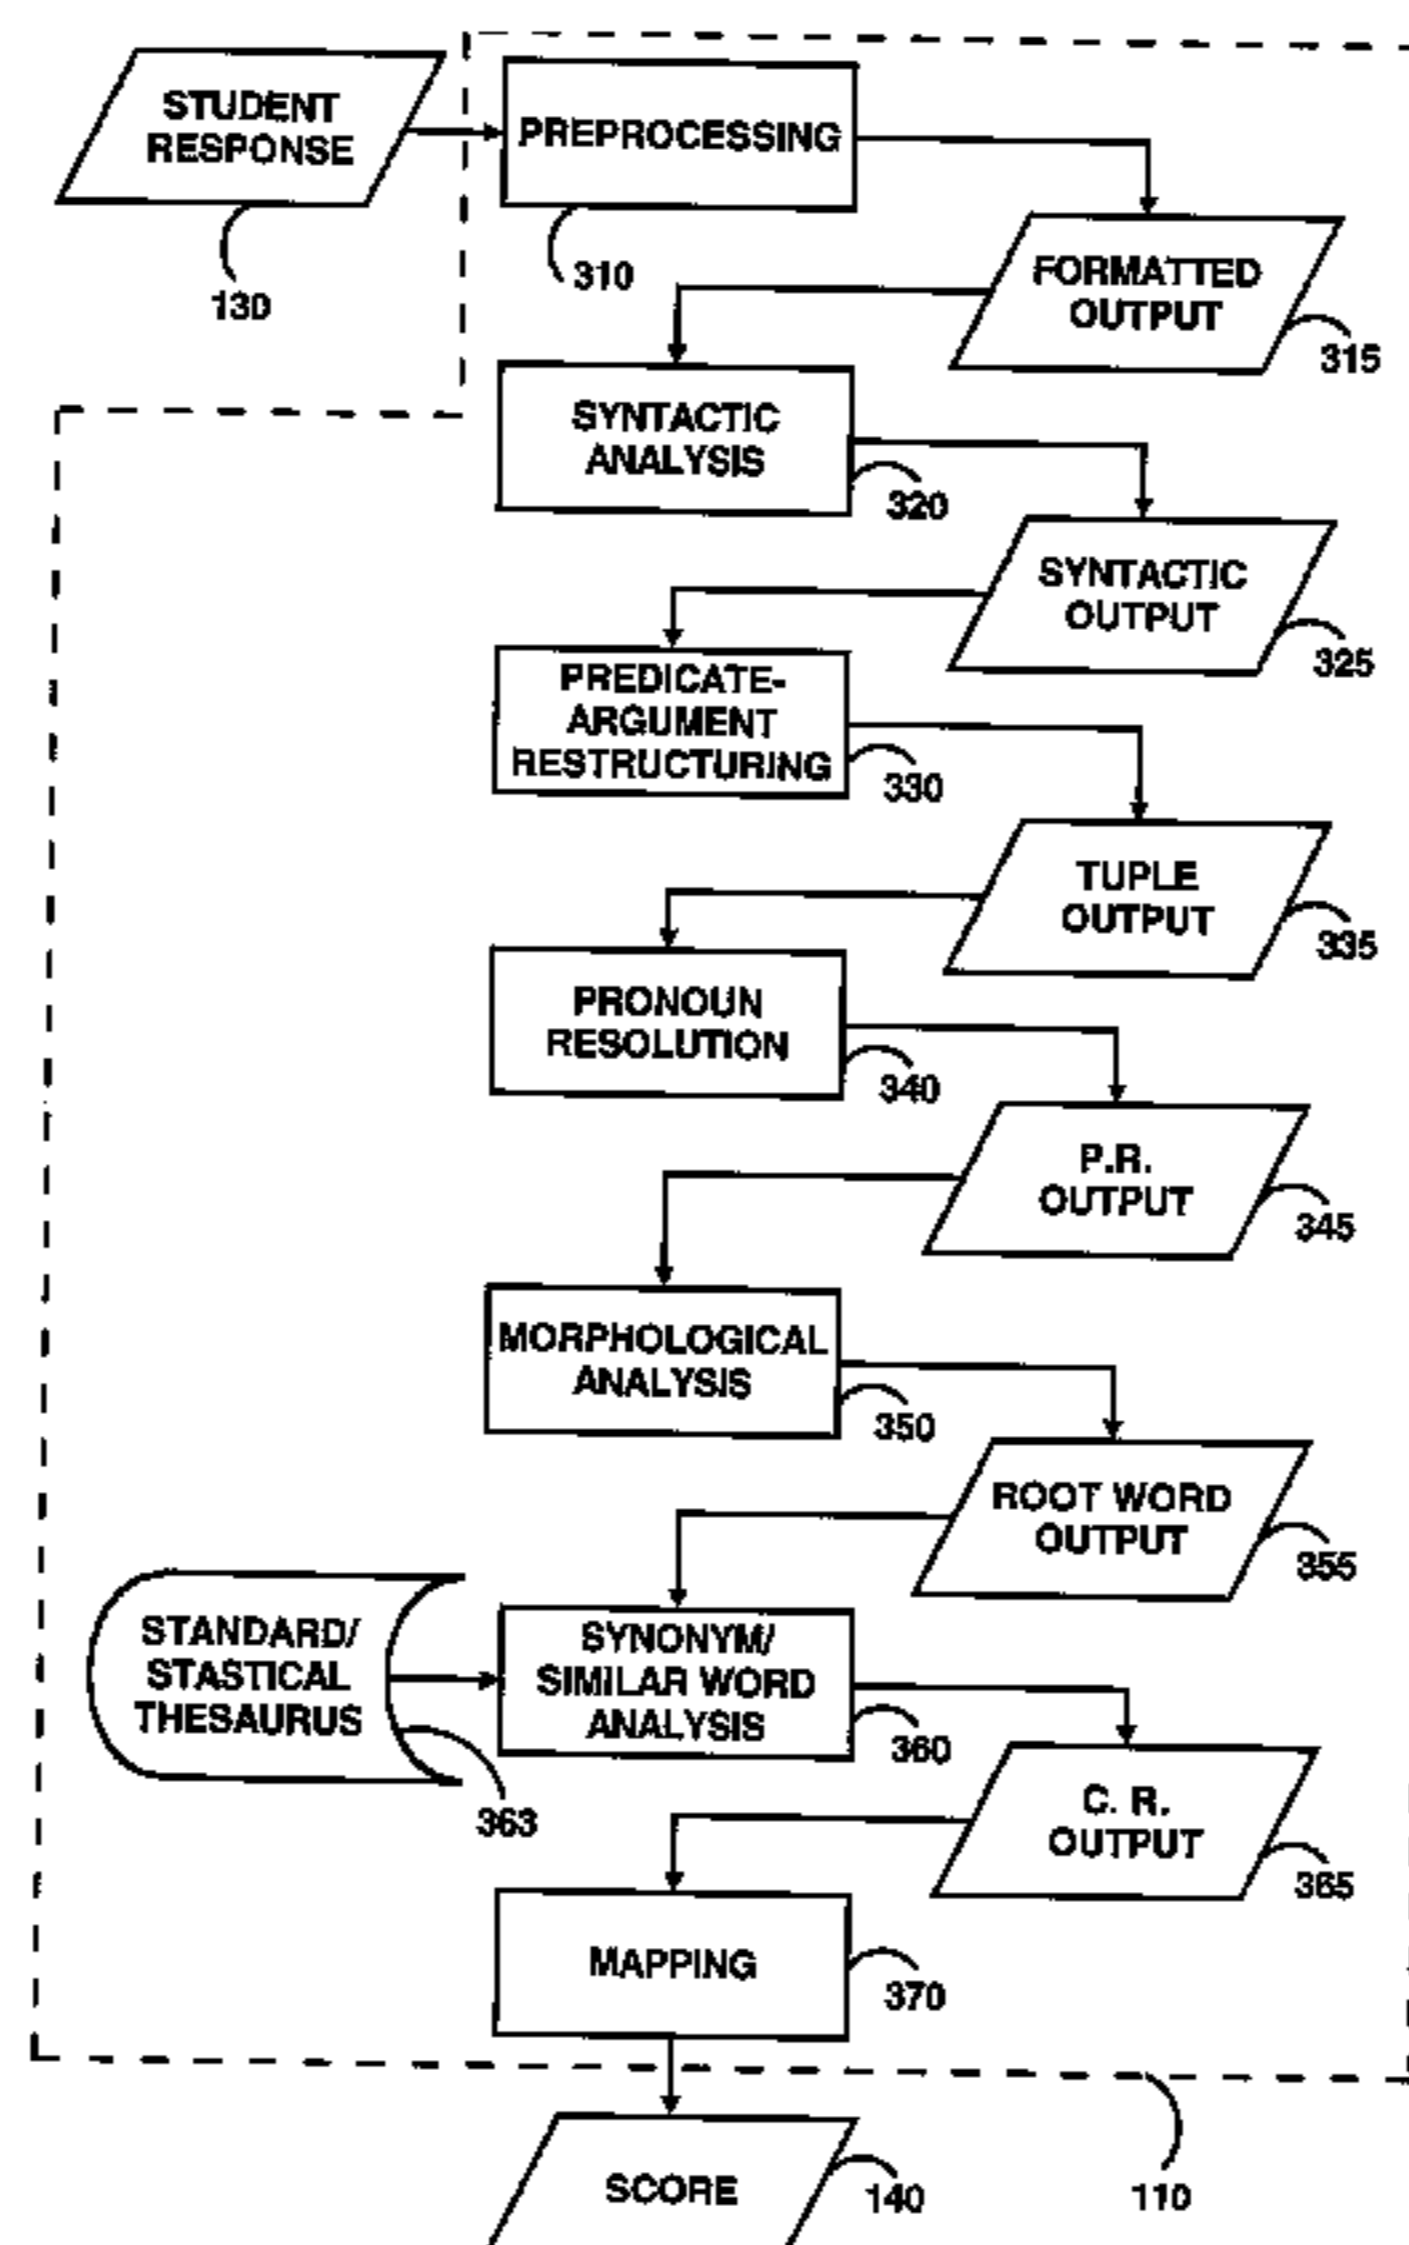 STUDENT
RESPONSE
130
PREPROCESSING
310
FORMATTED
OUTPUT
315
SYNTACTIC
ANALYSIS
320
SYNTACTIC
OUTPUT
325
PREDICATE-
ARGUMENT
RESTRUCTURING
330
TUPLE
OUTPUT
335
PRONOUN
RESOLUTION
340
P.R.
OUTPUT
345
MORPHOLOGICAL
ANALYSIS
350
ROOT WORD
OUTPUT
355
STANDARD/
STASTICAL
THESAURUS
363
SYNONYM/
SIMILAR WORD
ANALYSIS
360
C. R.
OUTPUT
365
MAPPING
370
SCORE
140
110